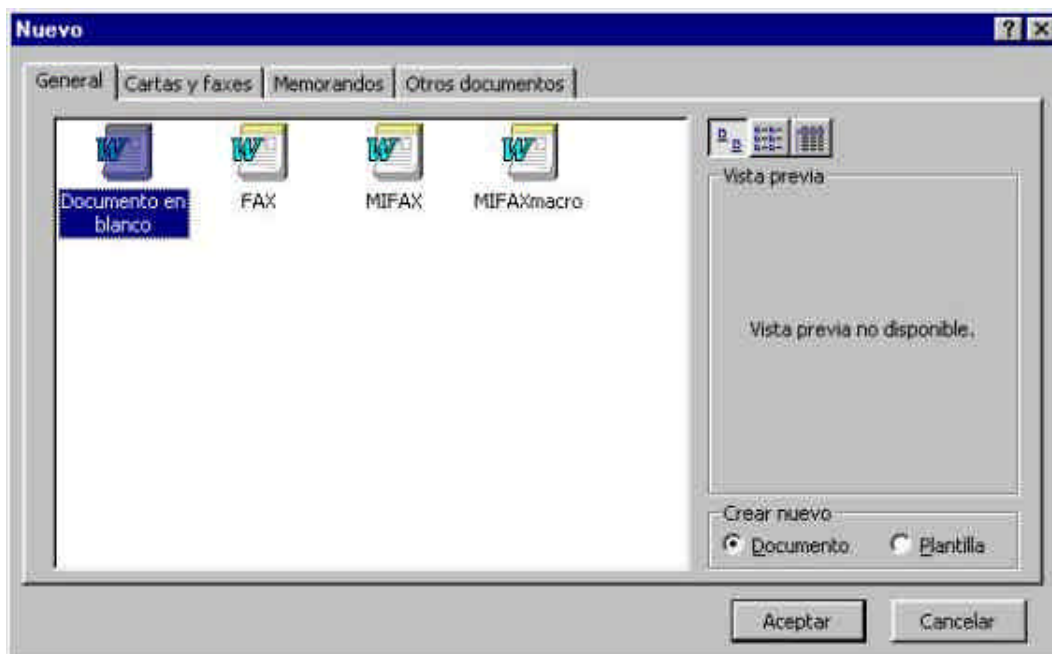 Nuevo
General Cartas y faxes Memorandos Otros documentos
Documento en
blanco
FAX
MIFAX
MIFAXmacro
Vista previa
Vista previa no disponible.
Crear nuevo
Documento Plantilla
Aceptar Cancelar